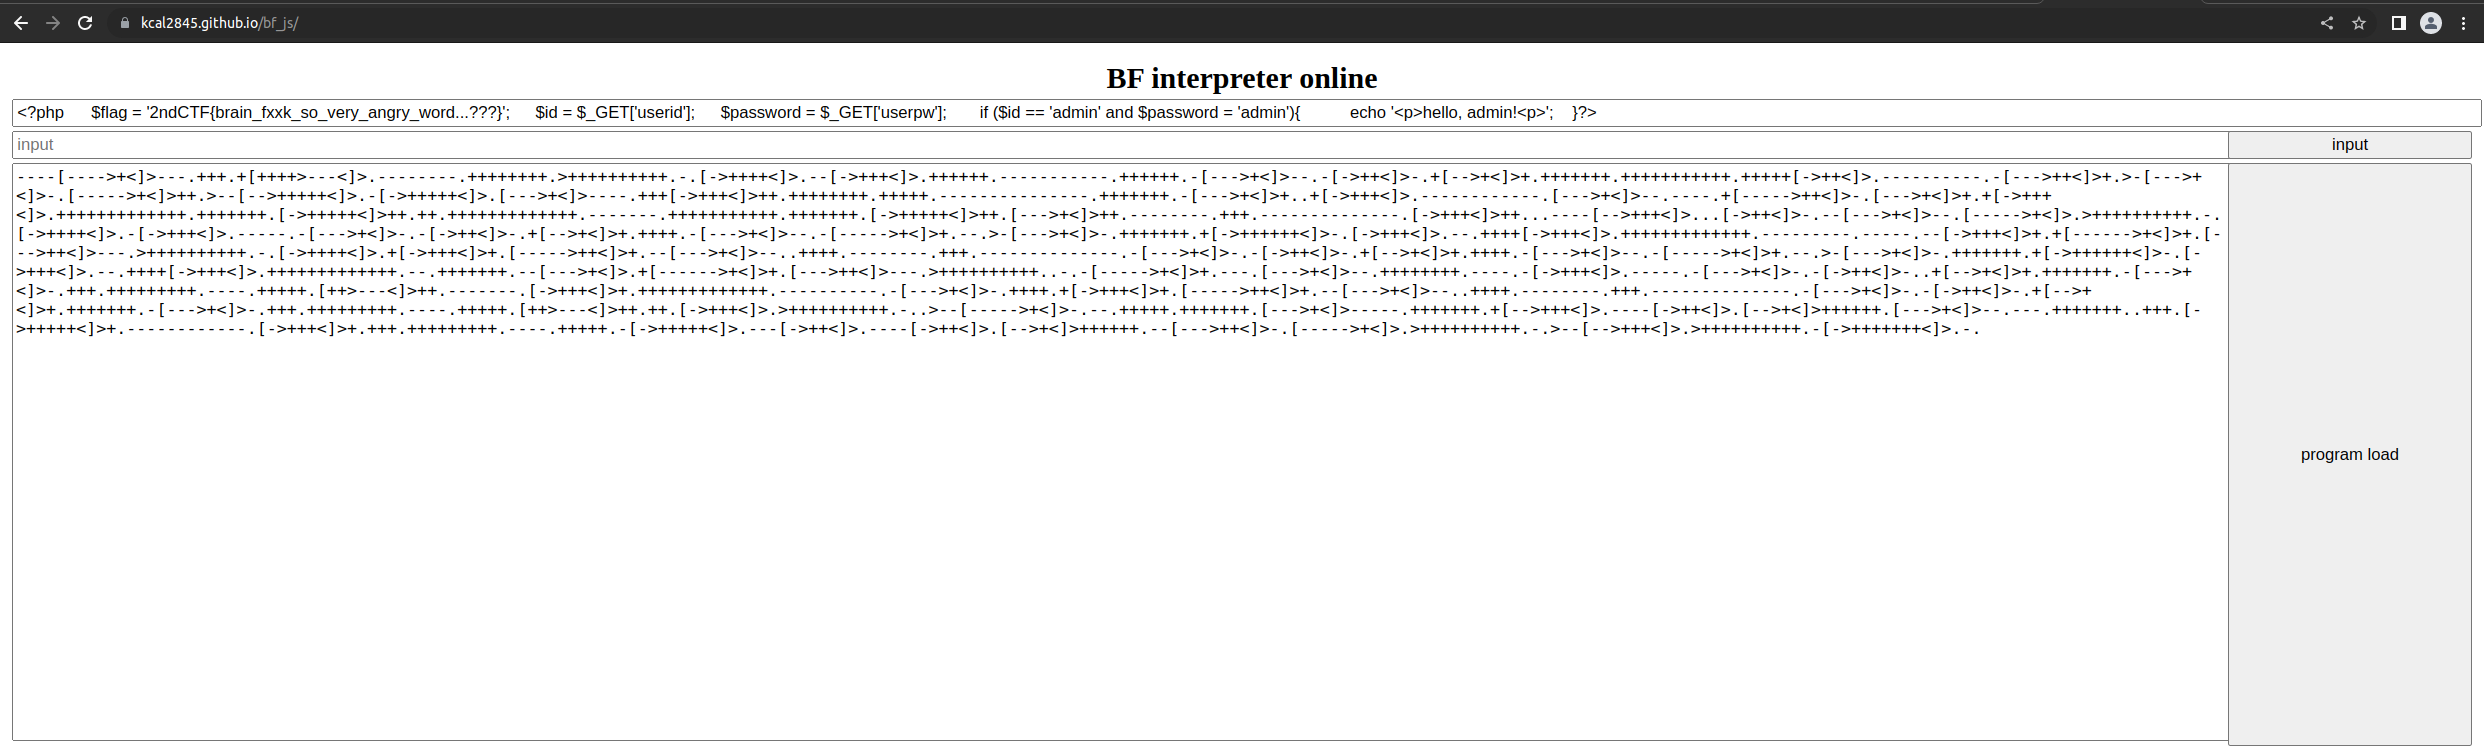 kcal2845.github.io/bf_js/
BF interpreter online
<?php      $flag = '2ndCTF{brain_fxxk_so_very_angry_word...???}';      $id = $_GET['userid'];      $password = $_GET['userpw'];       if ($id == 'admin' and $password = 'admin'){           echo '<p>hello, admin!<p>';    }?>
input
input
----[---->+<]>---.+++.+[++++>---<]>.--------.++++++++.>++++++++++.-.[->++++<]>.--[->+++<]>.++++++.-----------.++++++.-[--->+<]>--.-[->++<]>-.+[-->+<]>+.+++++++.+++++++++++.+++++[->++<]>.----------.-[--->++<]>+.>-[--->+
<]>-.[----->+<]>++.>--[-->+++++<]>.-[->+++++<]>.[--->+<]>----.+++[->+++<]>++.++++++++.+++++.----------------.+++++++.-[--->+<]>+..+[->+++<]>.------------.[--->+<]>--.----.+[----->++<]>-.[--->+<]>+.+[->+++
<]>.+++++++++++++.+++++++.[->+++++<]>++.++.+++++++++++++.-------.+++++++++++.+++++++.[->+++++<]>++.[--->+<]>++.--------.+++.--------------.[->+++<]>++...----[-->+++<]>...[->++<]>-.--[--->+<]>--.[----->+<]>.>++++++++++.-.
[->++++<]>.-[->+++<]>.-----.-[--->+<]>-.-[->++<]>-.+[-->+<]>+.++++.-[--->+<]>--.-[----->+<]>+.--.>-[--->+<]>-.+++++++.+[->++++++<]>-.[->+++<]>.--.++++[->+++<]>.+++++++++++++.---------.-----.--[->+++<]>+.+[------>+<]>+.[-
-->++<]>---.>++++++++++.-.[->++++<]>.+[->+++<]>+.[----->++<]>+.--[--->+<]>--..++++.--------.+++.---------------.-[--->+<]>-.-[->++<]>-.+[-->+<]>+.++++.-[--->+<]>--.-[----->+<]>+.--.>-[--->+<]>-.+++++++.+[->++++++<]>-.[-
>+++<]>.--.++++[->+++<]>.+++++++++++++.--.+++++++.--[--->+<]>.+[------>+<]>+.[--->++<]>---.>++++++++++..-.-[----->+<]>+.---.[--->+<]>--.++++++++.----.-[->+++<]>.-----.-[--->+<]>-.-[->++<]>-..+[-->+<]>+.+++++++.-[--->+
<]>-.+++.+++++++++.----.+++++.[++>---<]>++.-------.[->+++<]>+.+++++++++++++.----------.-[--->+<]>-.++++.+[->+++<]>+.[----->++<]>+.--[--->+<]>--..++++.--------.+++.---------------.-[--->+<]>-.-[->++<]>-.+[-->+
<]>+.+++++++.-[--->+<]>-.+++.+++++++++.----.+++++.[++>---<]>++.++.[->+++<]>.>++++++++++.-..>--[----->+<]>-.--.+++++.+++++++.[--->+<]>-----.+++++++.+[-->+++<]>.----[->++<]>.[-->+<]>++++++.[--->+<]>--.---.+++++++..+++.[-
>+++++<]>+.------------.[->+++<]>+.+++.+++++++++.----.+++++.-[->+++++<]>.---[->++<]>.----[->++<]>.[-->+<]>++++++.--[--->++<]>-.[----->+<]>.>++++++++++.-.>--[-->+++<]>.>++++++++++.-[->+++++++<]>.-.
program load